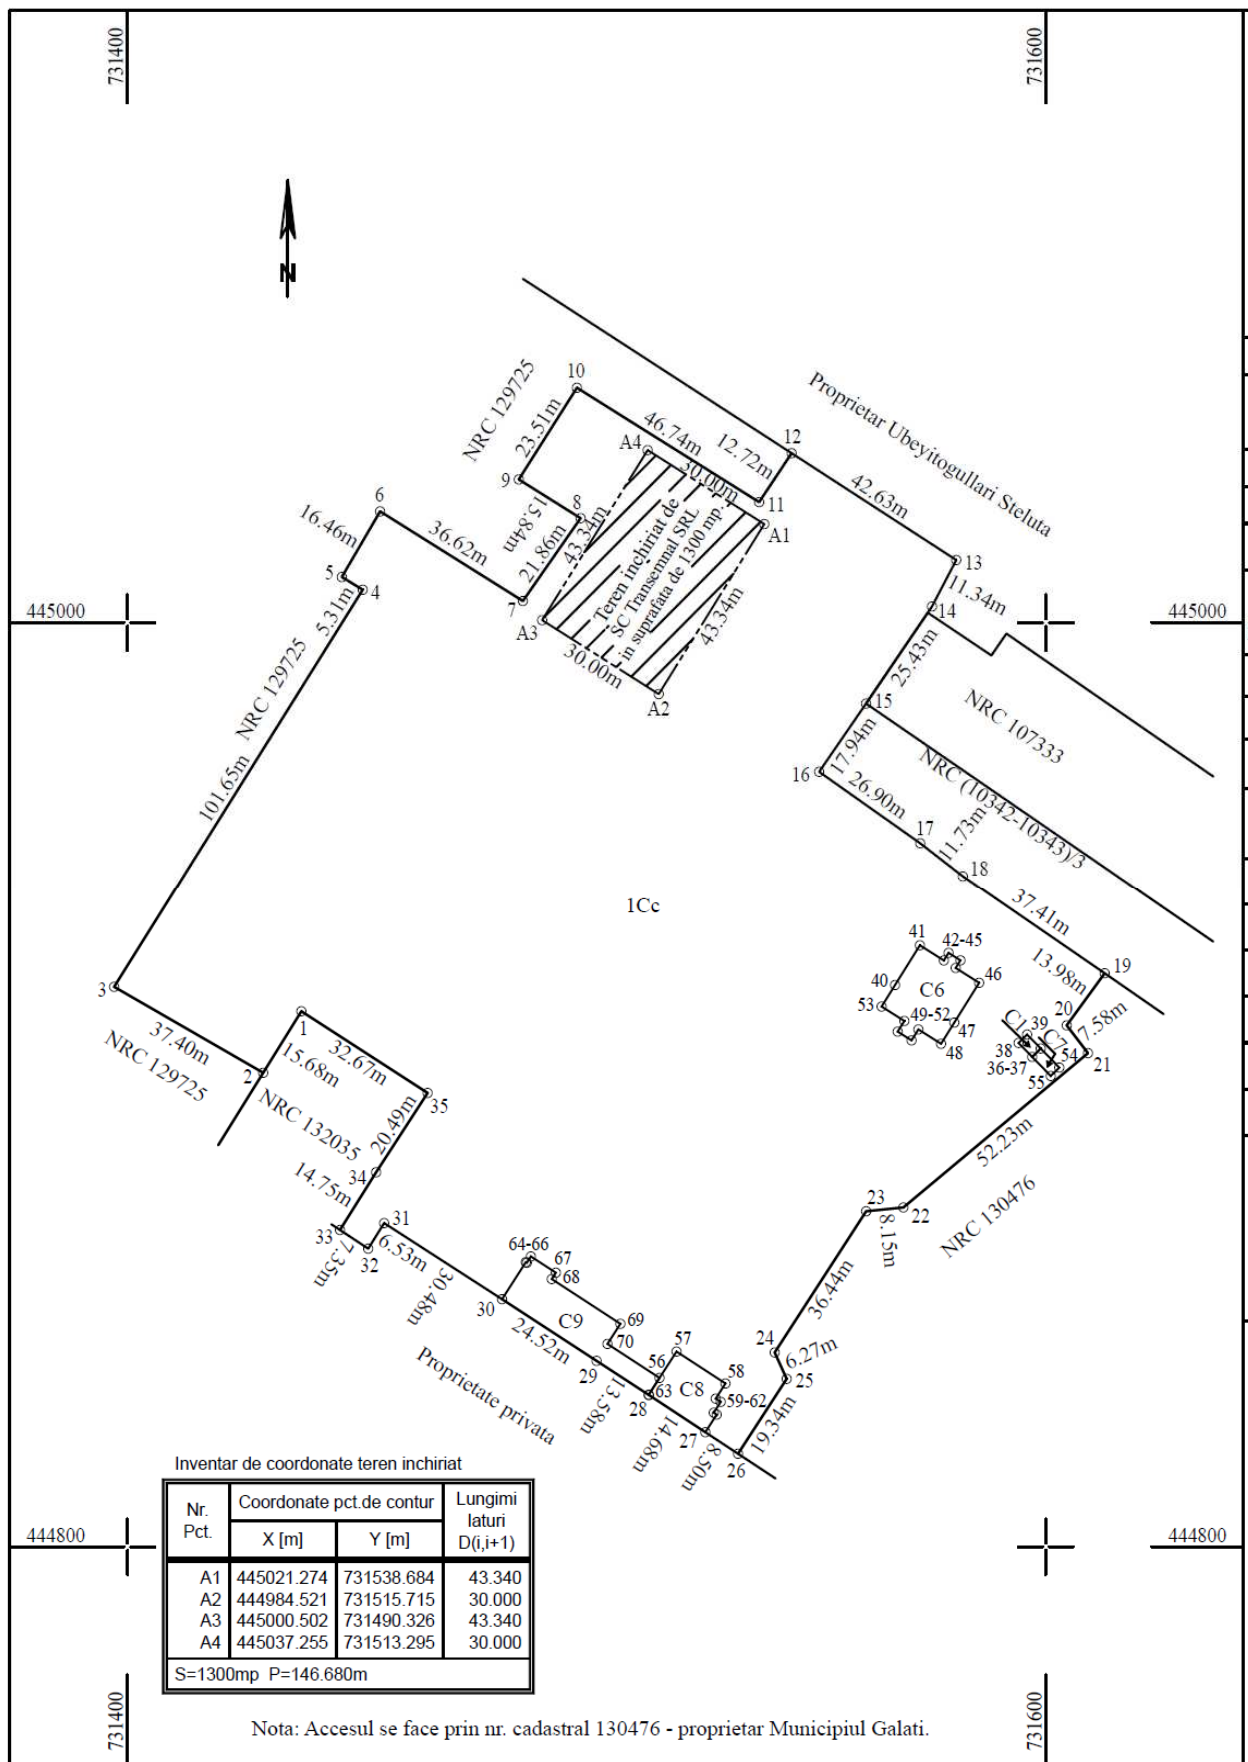 731400
731600
N
Proprietar Ubeyitogullari Steluta
NRC 129725
10
23.51m
46.74m
A4
30.00m
12.72m
12
42.63m
9
8
15.84m
11
A1
6
16.46m
36.62m
21.86m
43.34m
Teren inchiriat de
SC Transemnal SRL
in suprafata de 1300 mp.
43.34m
13
11.34m
14
5
4
5.31m
7
A3
30.00m
A2
445000
445000
25.43m
15
NRC 107333
NRC 129725
101.65m
17.94m
16
26.90m
NRC (10342-10343)/3
17
11.73m
18
37.41m
1Cc
41
42-45
46
40
C6
53
49-52
47
48
13.98m
19
20
7.58m
C1
39
C7
38
36-37
54
55
21
3
37.40m
NRC 129725
1
2
15.68m
32.67m
35
NRC 132035
20.49m
34
14.75m
33
7.35m
32
31
6.53m
30.48m
52.23m
NRC 130476
23
22
8.15m
36.44m
64-66
67
68
30
C9
69
24.52m
70
29
56
57
58
C8
63
59-62
13.58m
28
14.68m
27
8.50m
26
24
6.27m
25
19.34m
Proprietate privata
Inventar de coordonate teren inchiriat
Nr.
Pct.
Coordonate pct.de contur
X [m]
Y [m]
Lungimi
laturi
D(i,i+1)
A1 445021.274 731538.684 43.340
A2 444984.521 731515.715 30.000
A3 445000.502 731490.326 43.340
A4 445037.255 731513.295 30.000
S=1300mp P=146.680m
444800
444800
731400
731600
Nota: Accesul se face prin nr. cadastral 130476 - proprietar Municipiul Galati.